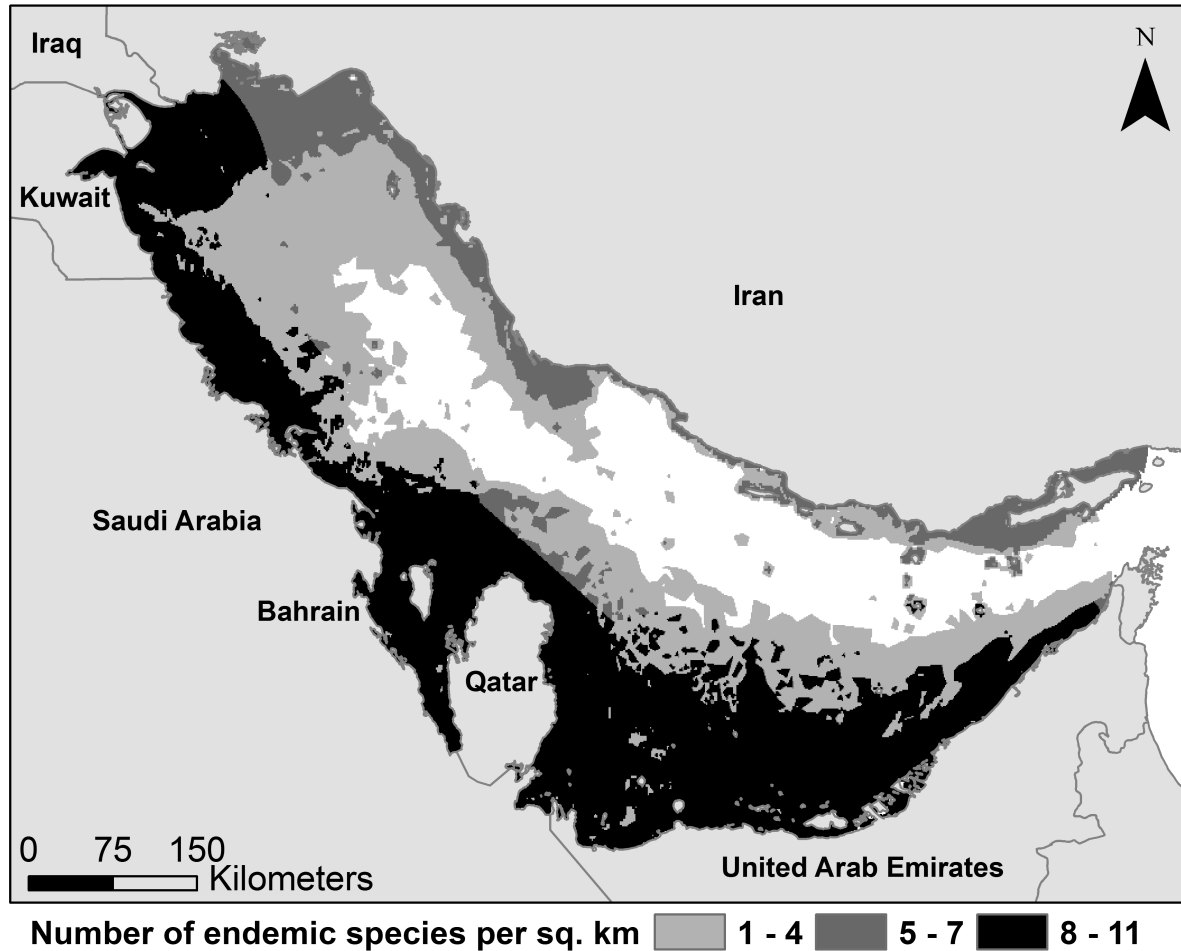 N
Iraq
Kuwait
Iran
Saudi Arabia
Bahrain
Qatar
United Arab Emirates
0 75 150
Kilometers
Number of endemic species per sq. km 1 - 4 5 - 7 8 - 11